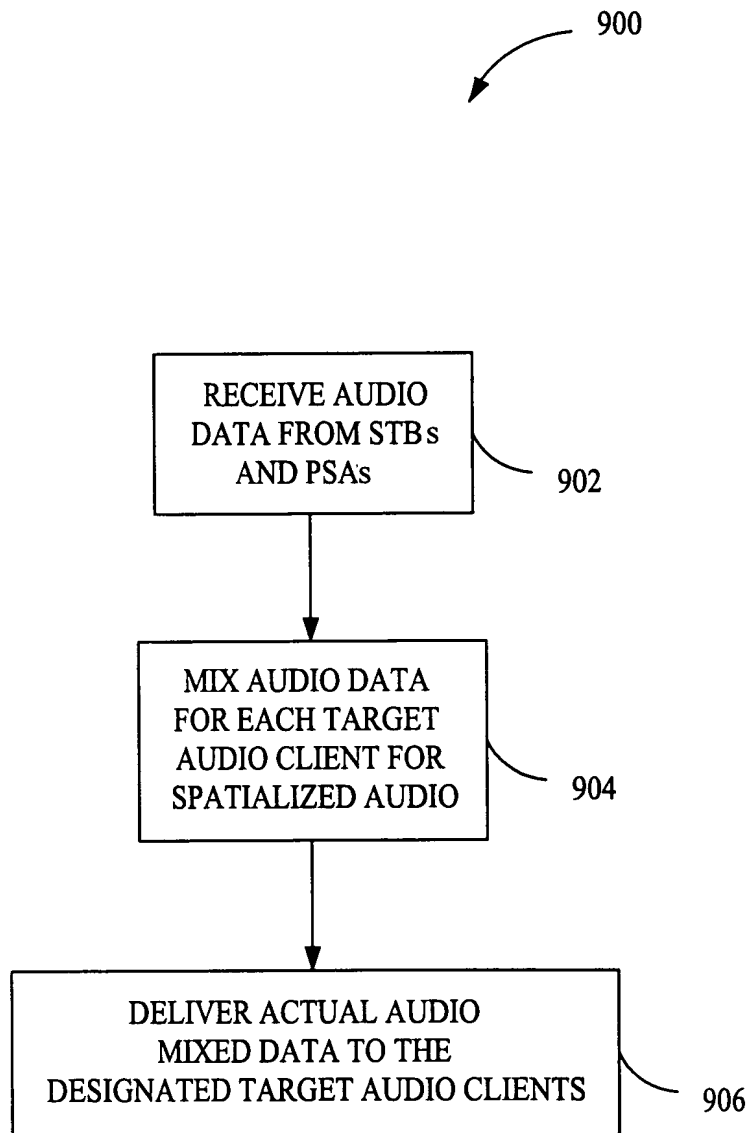 900
RECEIVE AUDIO
DATA FROM STBs
AND PSAs
902
MIX AUDIO DATA
FOR EACH TARGET
AUDIO CLIENT FOR
SPATIALIZED AUDIO
904
DELIVER ACTUAL AUDIO
MIXED DATA TO THE
DESIGNATED TARGET AUDIO CLIENTS
906